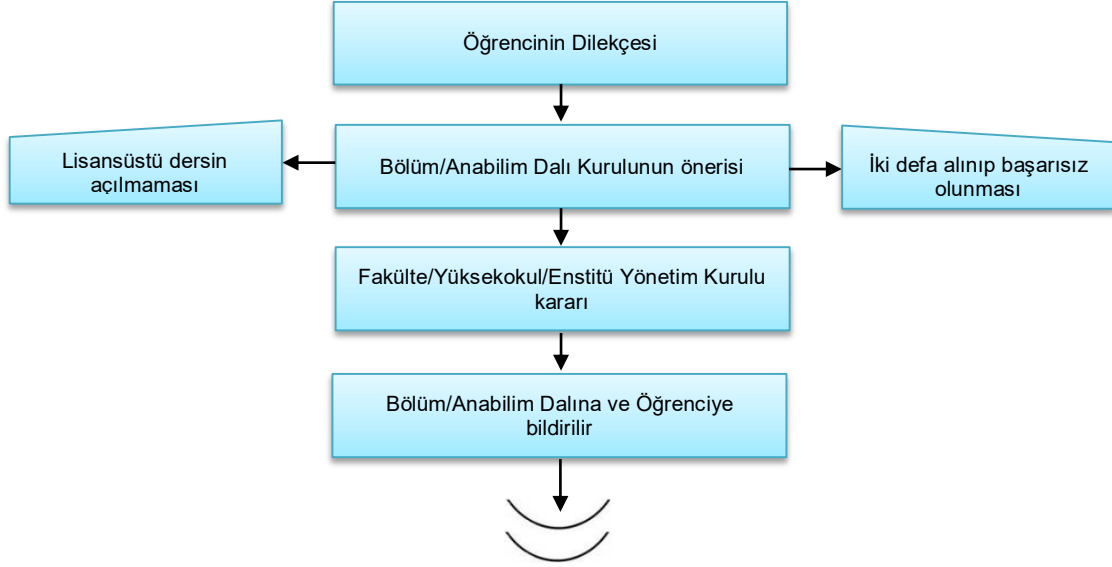 Öğrencinin Dilekçesi
Lisansüstü dersin
açılmaması
Bölüm/Anabilim Dalı Kurulunun önerisi
İki defa alınıp başarısız
olunması
Fakülte/Yüksekokul/Enstitü Yönetim Kurulu
kararı
Bölüm/Anabilim Dalına ve Öğrenciye
bildirilir